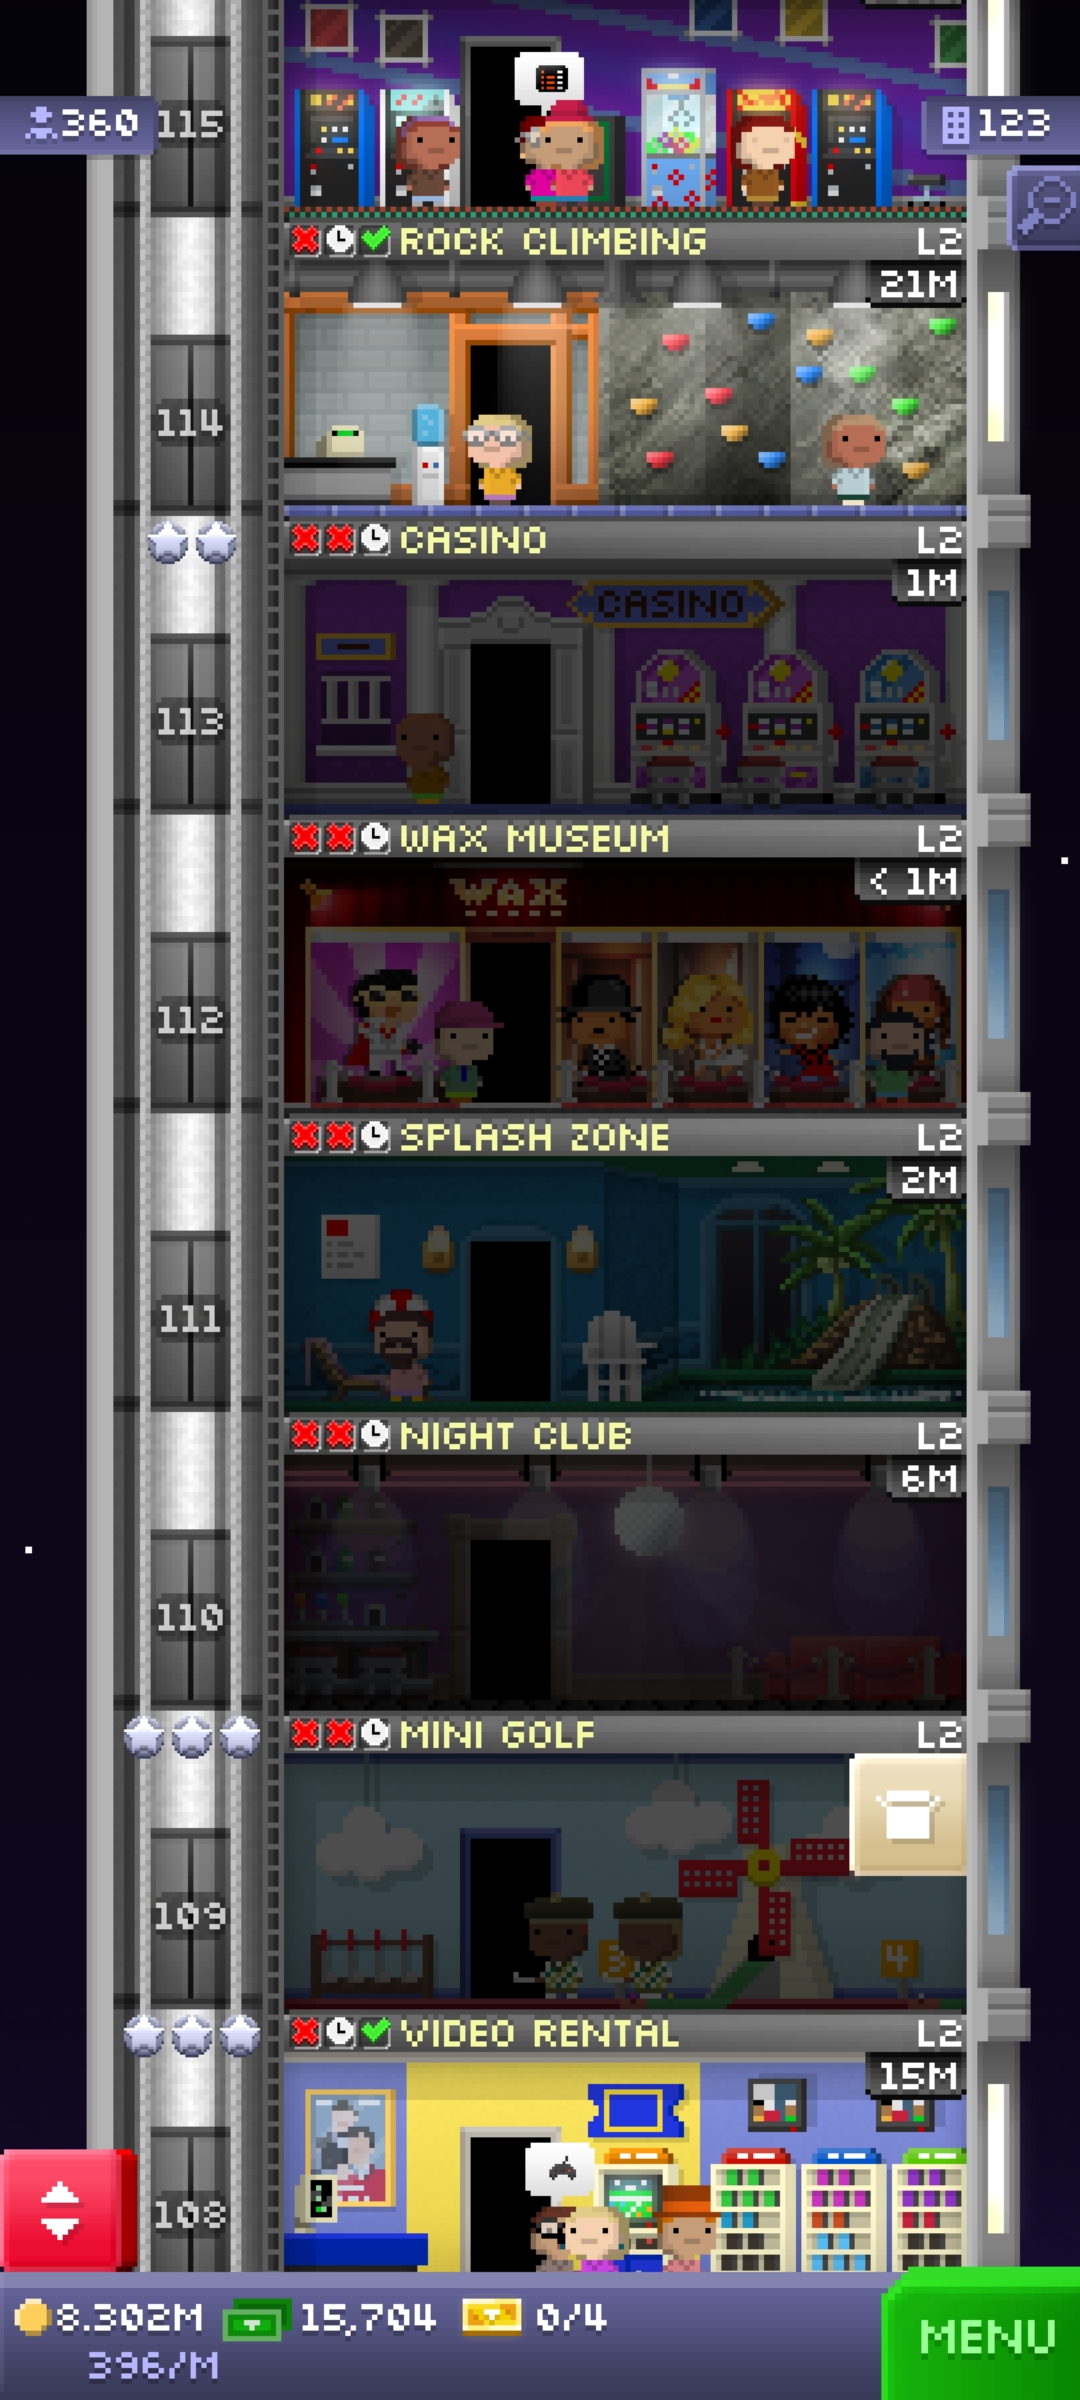 360
115
123
ROCK CLIMBING L2
21M
114
CASINO L2
1M
CASINO
113
WAX MUSEUM L2
< 1M
WAX
112
SPLASH ZONE L2
2M
111
NIGHT CLUB L2
6M
110
MINI GOLF L2
109
3
4
VIDEO RENTAL L2
15M
108
8.302M 15,704 0/4
396/M
MENU